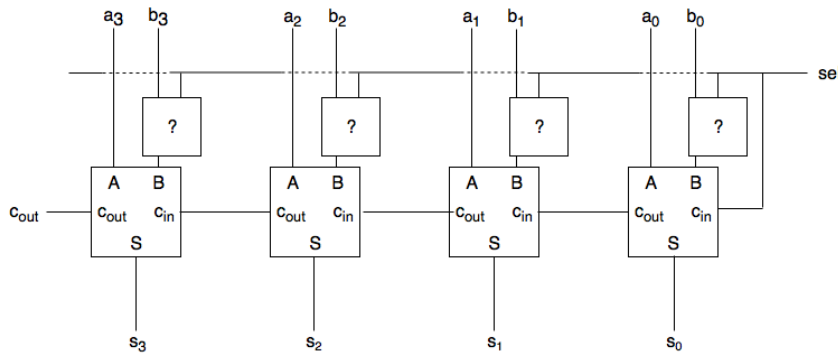 a3 b3 a2 b2 a1 b1 a0 b0
se
? ? ? ?
A B A B A B A B
cout cout cin cout cin cout cin cout cin
S S S S
s3 s2 s1 s0